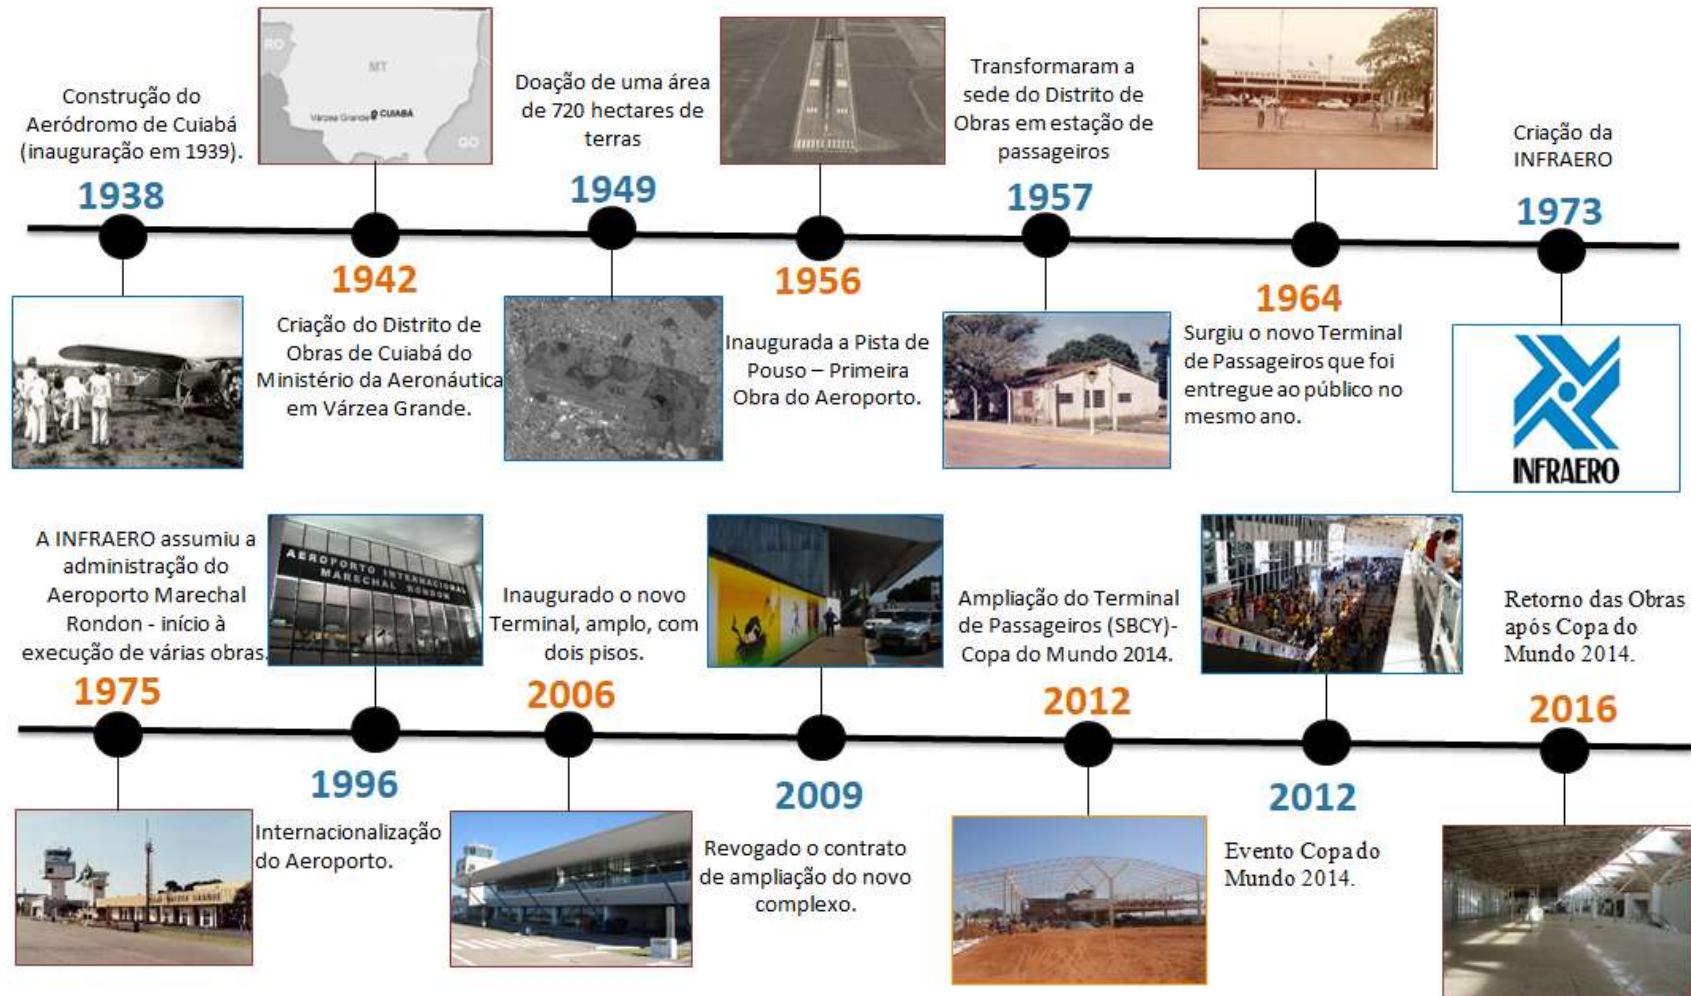 Construção do
Aeródromo de Cuiabá
(inauguração em 1939).
1938
RO
MT
Várzea Grande
CUIABÁ
GO
1942
Criação do Distrito de
Obras de Cuiabá do
Ministério da Aeronáutica
em Várzea Grande.
Doação de uma área
de 720 hectares de
terras
1949
1956
Inaugurada a Pista de
Pouso – Primeira
Obra do Aeroporto.
Transformaram a
sede do Distrito de
Obras em estação de
passageiros
1957
1964
Surgiu o novo Terminal
de Passageiros que foi
entregue ao público no
mesmo ano.
Criação da
INFRAERO
1973
INFRAERO
A INFRAERO assumiu a
administração do
Aeroporto Marechal
Rondon - início à
execução de várias obras.
1975
AEROPORTO INTERNACIONAL
MARECHAL RONDON
1996
Internacionalização
do Aeroporto.
Inaugurado o novo
Terminal, amplo, com
dois pisos.
2006
2009
Revogado o contrato
de ampliação do novo
complexo.
Ampliação do Terminal
de Passageiros (SBCY)-
Copa do Mundo 2014.
2012
2012
Evento Copa do
Mundo 2014.
Retorno das Obras
após Copa do
Mundo 2014.
2016